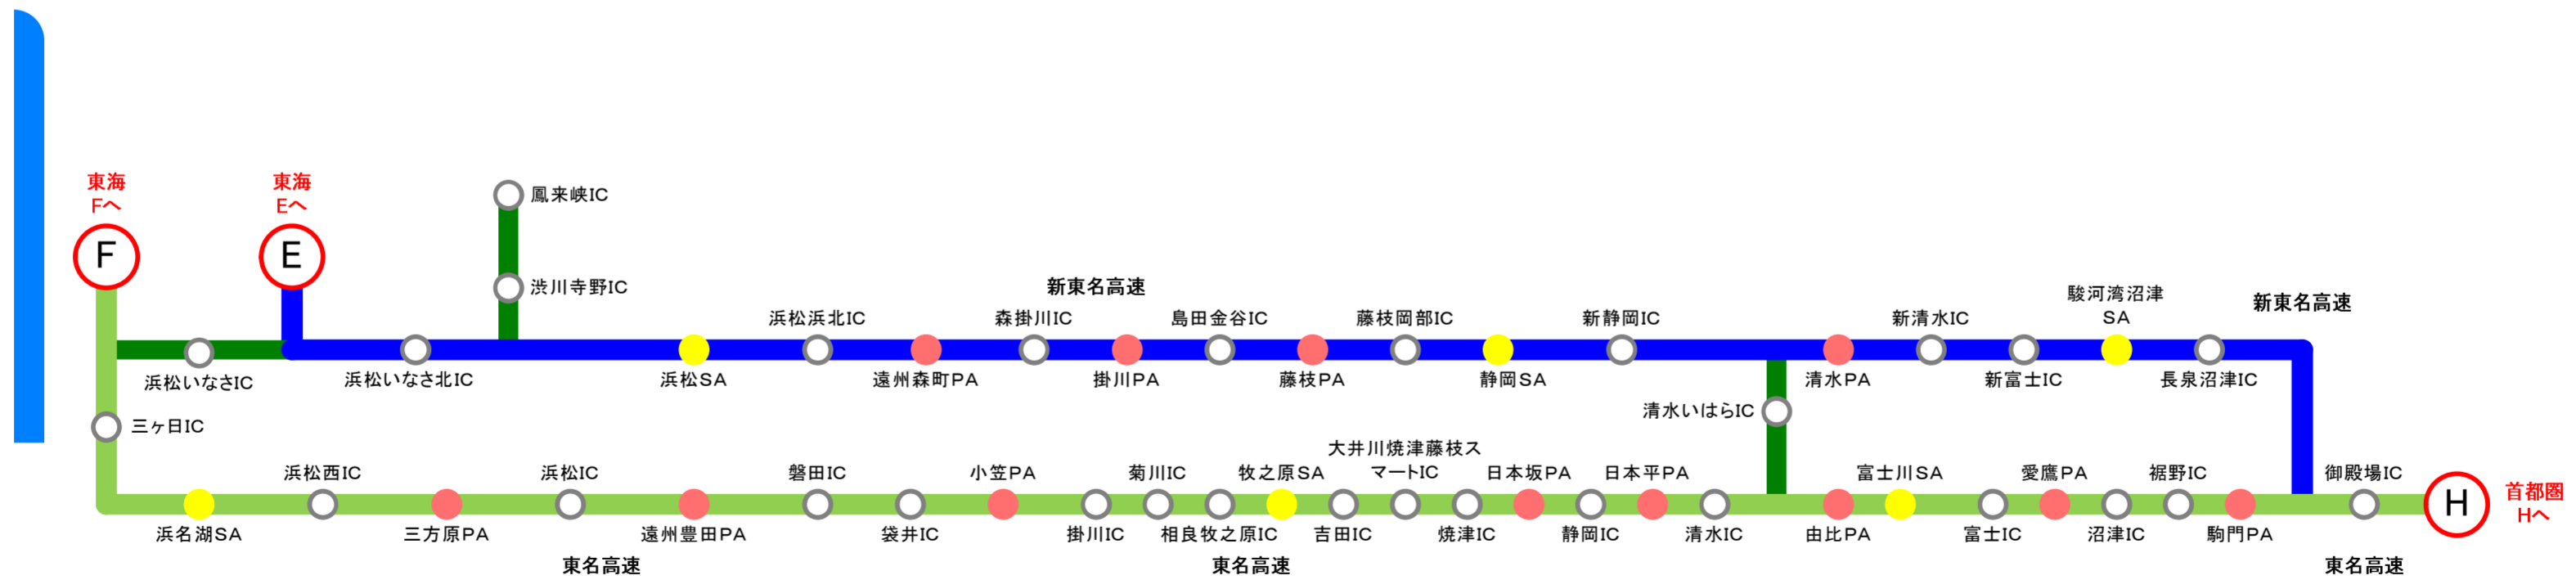 東海
Fへ
F
東海
Eへ
E
鳳来峡IC
渋川寺野IC
新東名高速
駿河湾沼津
SA
新東名高速
浜松浜北IC
森掛川IC
島田金谷IC
藤枝岡部IC
新静岡IC
新清水IC
浜松いなさIC
浜松いなさ北IC
浜松SA
遠州森町PA
掛川PA
藤枝PA
静岡SA
清水PA
新富士IC
長泉沼津IC
三ヶ日IC
清水いはらIC
大井川焼津藤枝ス
マートIC
浜松西IC
浜松IC
磐田IC
小笠PA
菊川IC
牧之原SA
日本坂PA
日本平PA
富士川SA
愛鷹PA
裾野IC
御殿場IC
H
首都圏
Hへ
浜名湖SA
三方原PA
遠州豊田PA
袋井IC
掛川IC
相良牧之原IC
吉田IC
焼津IC
静岡IC
清水IC
由比PA
富士IC
沼津IC
駒門PA
東名高速
東名高速
東名高速